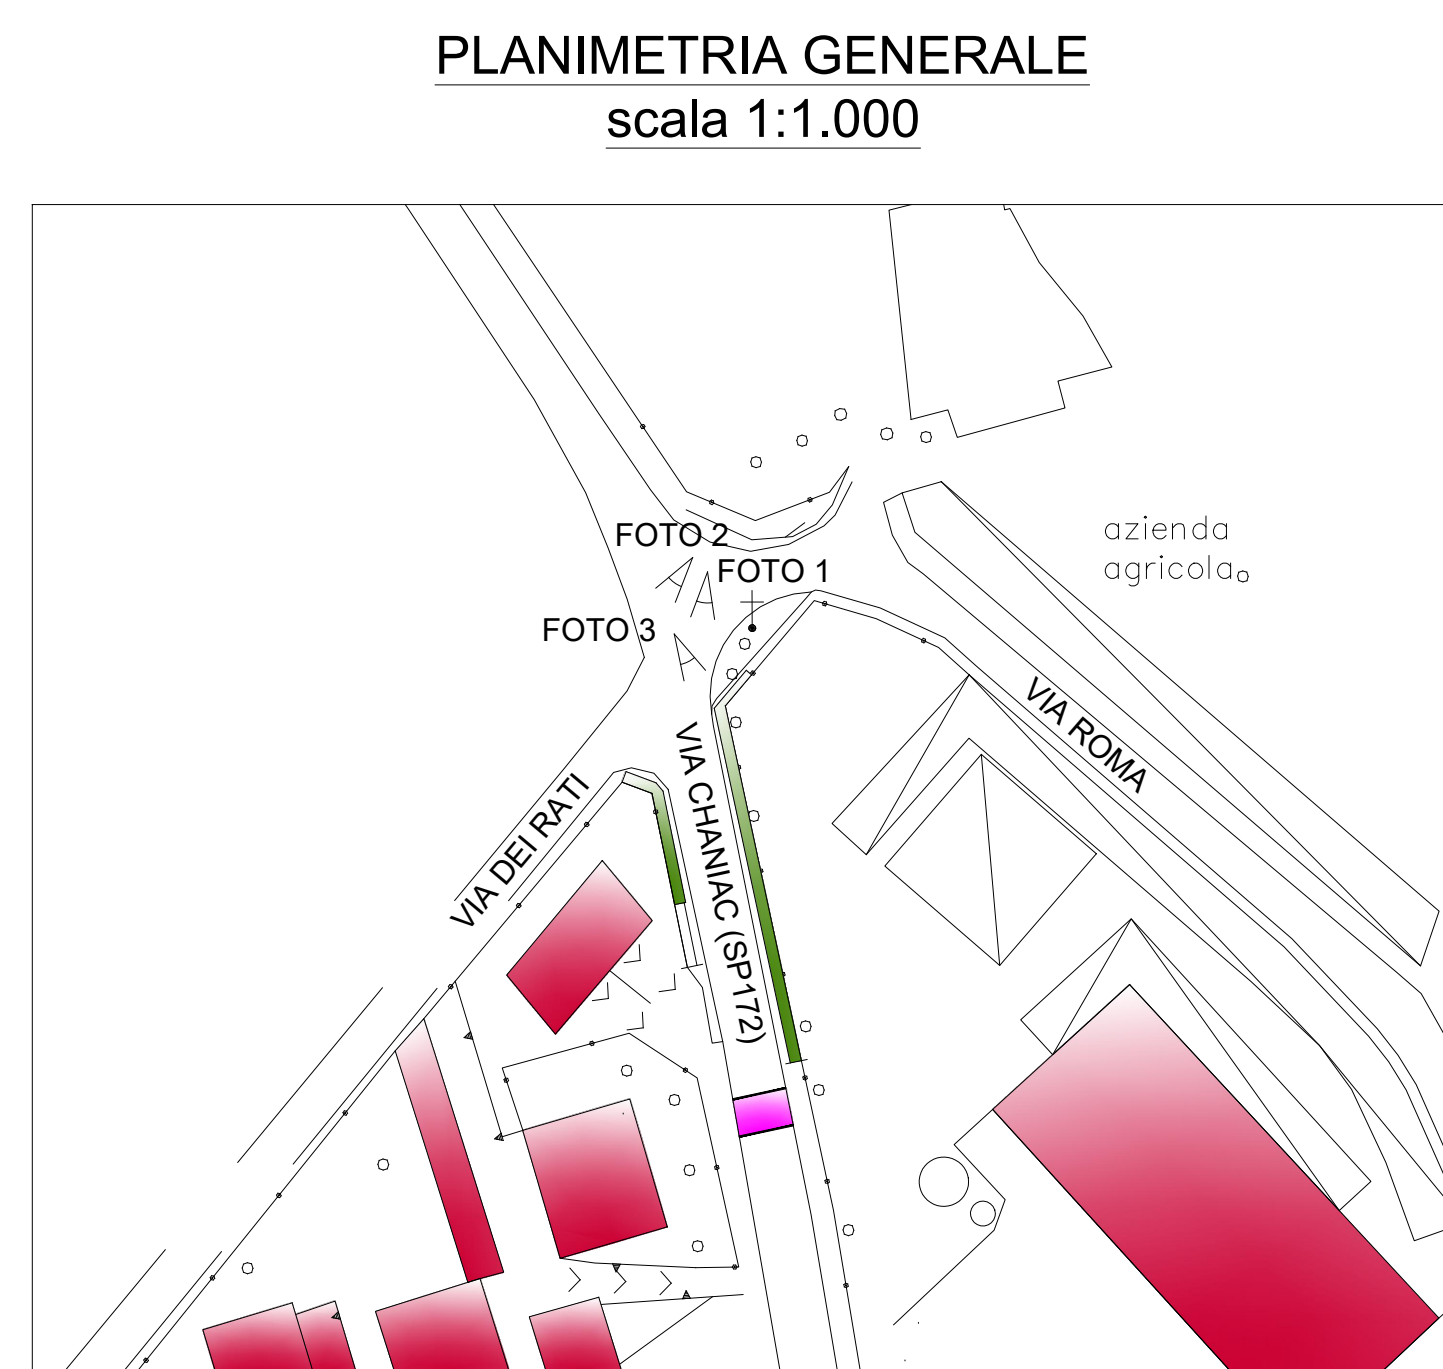 PLANIMETRIA GENERALE
scala 1:1.000
FOTO 2
azienda
agricola
FOTO 1
FOTO 3
VIA ROMA
VIA CHANIAC (SP172)
VIA DEI RATI